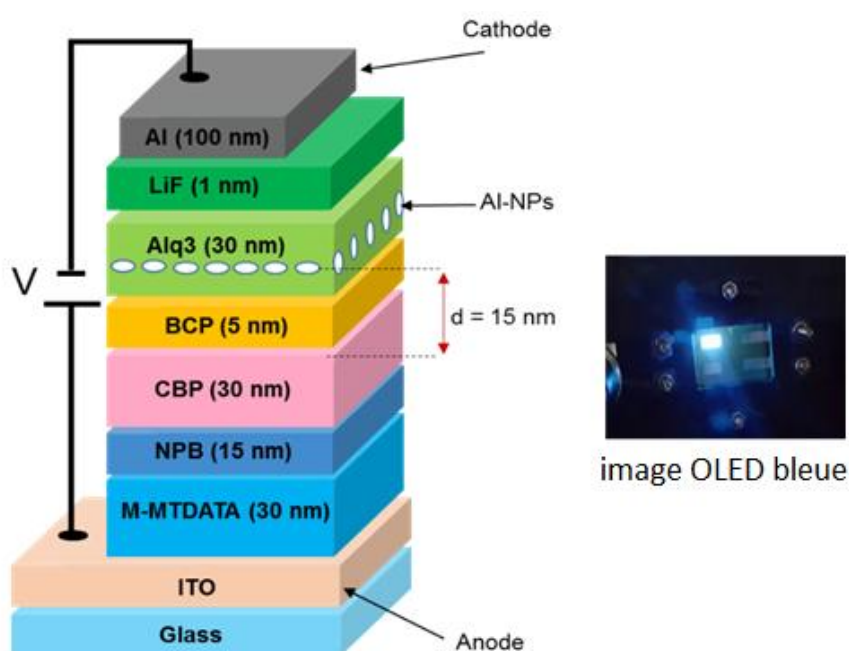 Cathode
Al (100 nm)
LiF (1 nm)
Al-NPs
Alq3 (30 nm)
V
d = 15 nm
BCP (5 nm)
CBP (30 nm)
NPB (15 nm)
M-MTDATA (30 nm)
ITO
Glass
Anode
image OLED bleue